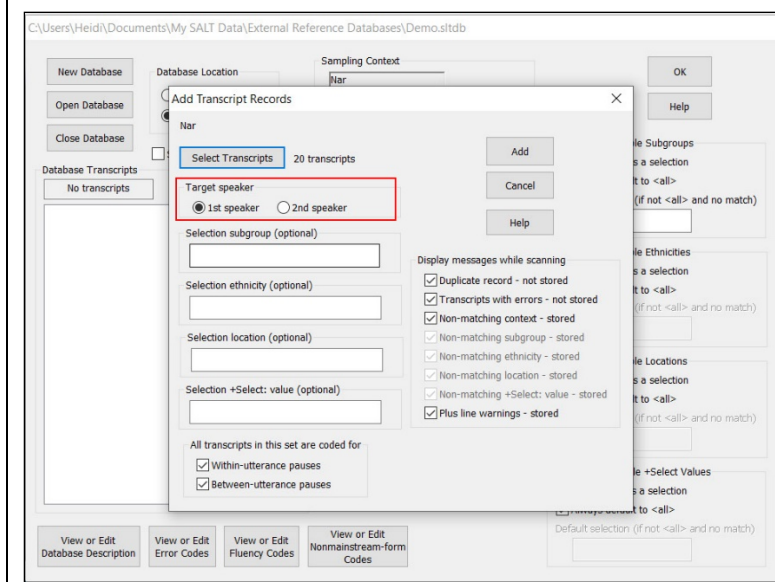 C:\Users\Heidi\Documents\My SALT Data\External Reference Databases\Demo.sltdb
New Database
Open Database
Close Database
Database Location
Sampling Context
Nar
OK
Help
Database Transcripts
No transcripts
Add Transcript Records
Nar
Select Transcripts
20 transcripts
Target speaker
1st speaker
2nd speaker
Selection subgroup (optional)
Selection ethnicity (optional)
Selection location (optional)
Selection +Select: value (optional)
All transcripts in this set are coded for
Within-utterance pauses
Between-utterance pauses
Add
Cancel
Help
Display messages while scanning
Duplicate record - not stored
Transcripts with errors - not stored
Non-matching context - stored
Non-matching subgroup - stored
Non-matching ethnicity - stored
Non-matching location - stored
Non-matching +Select: value - stored
Plus line warnings - stored
Subgroups
a selection
to <all>
(if not <all> and no match)
Ethnicities
a selection
to <all>
(if not <all> and no match)
Locations
a selection
to <all>
(if not <all> and no match)
+Select Values
a selection
to <all>
Default selection (if not <all> and no match)
View or Edit
Database Description
View or Edit
Error Codes
View or Edit
Fluency Codes
View or Edit
Nonmainstream-form
Codes